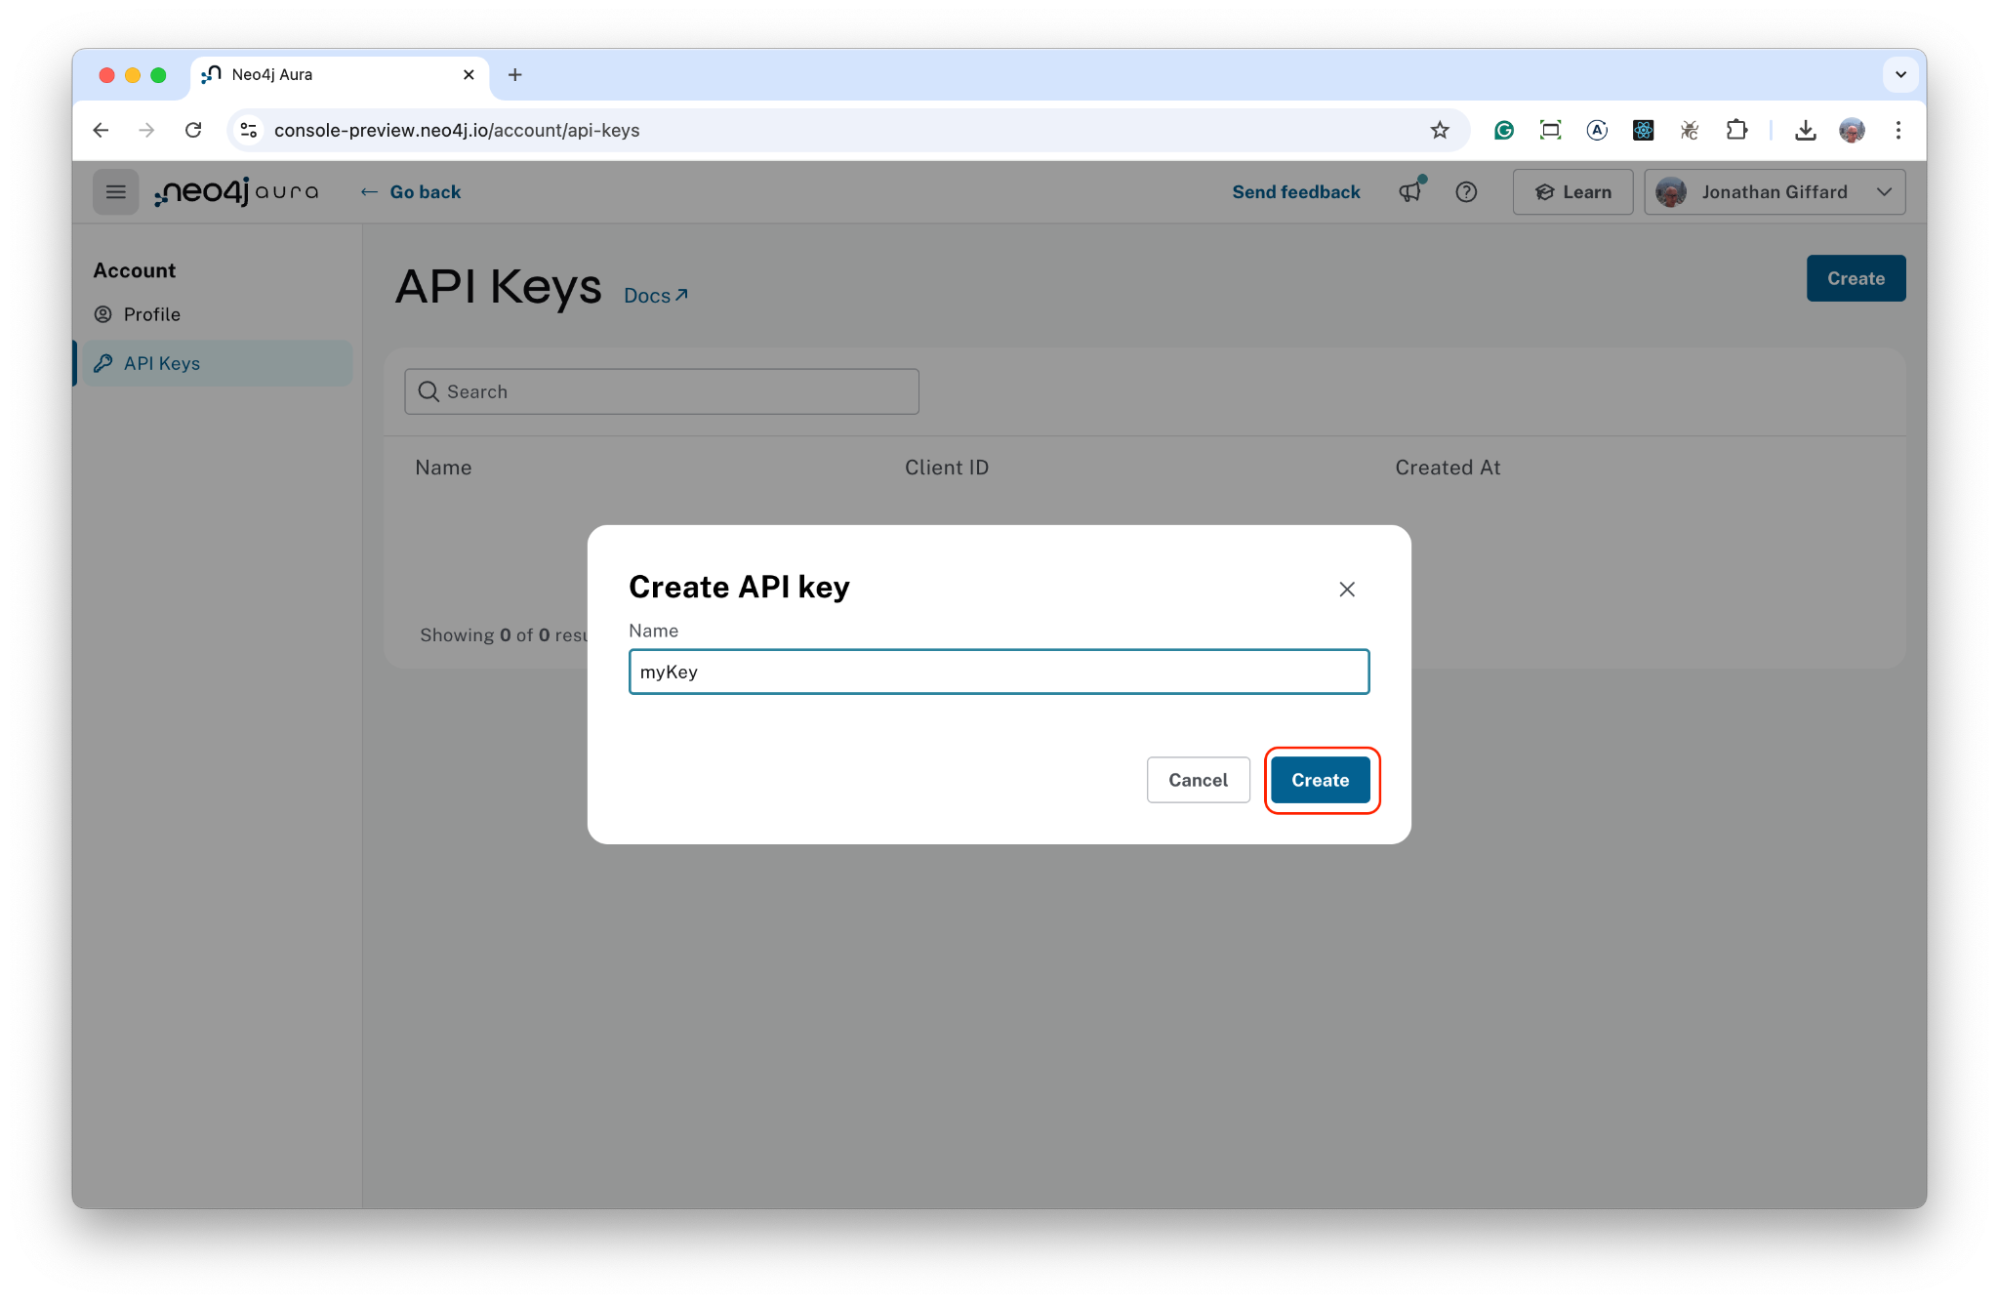 Neo4j Aura
console-preview.neo4j.io/account/api-keys
neo4j aura
← Go back
Send feedback
Learn
Jonathan Giffard
Account
Profile
API Keys
API Keys
Docs
Create
Search
Name
Client ID
Created At
Showing 0 of 0
Create API key
Name
myKey
Cancel
Create